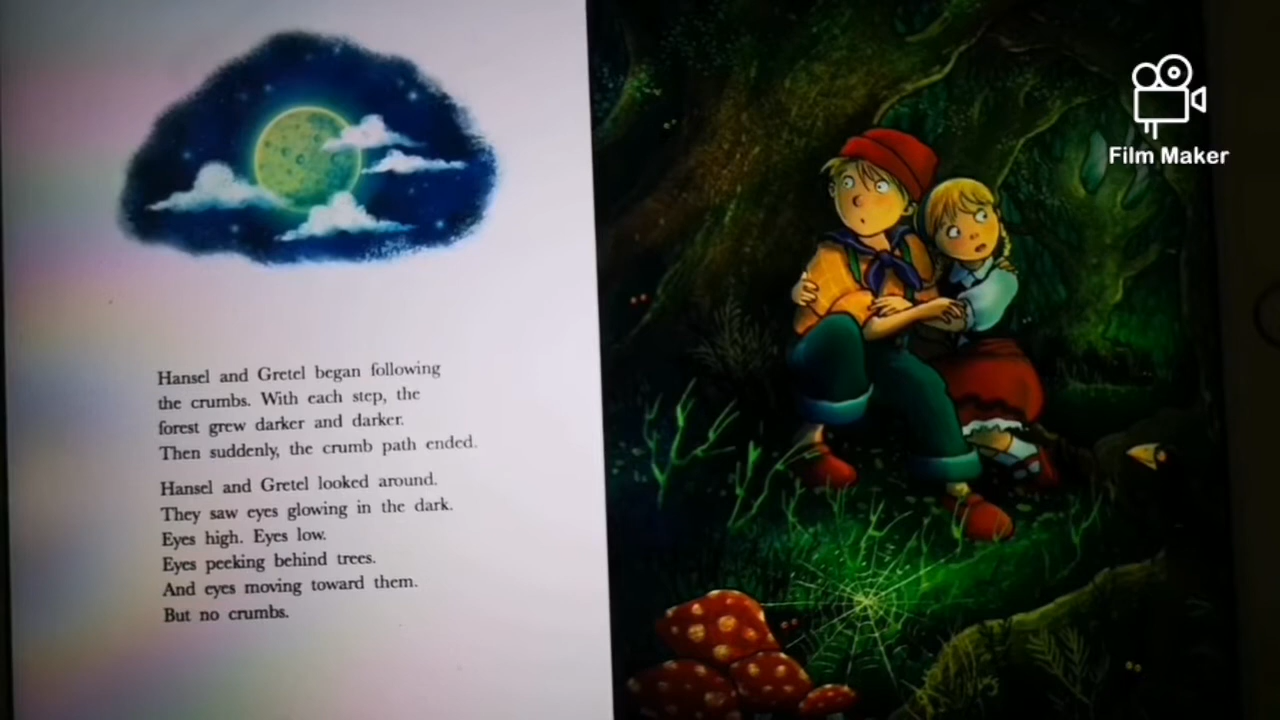 Hansel and Gretel began following
the crumbs. With each step, the
forest grew darker and darker.
Then suddenly, the crumb path ended.
Hansel and Gretel looked around.
They saw eyes glowing in the dark.
Eyes high. Eyes low.
Eyes peeking behind trees.
And eyes moving toward them.
But no crumbs.
Film Maker